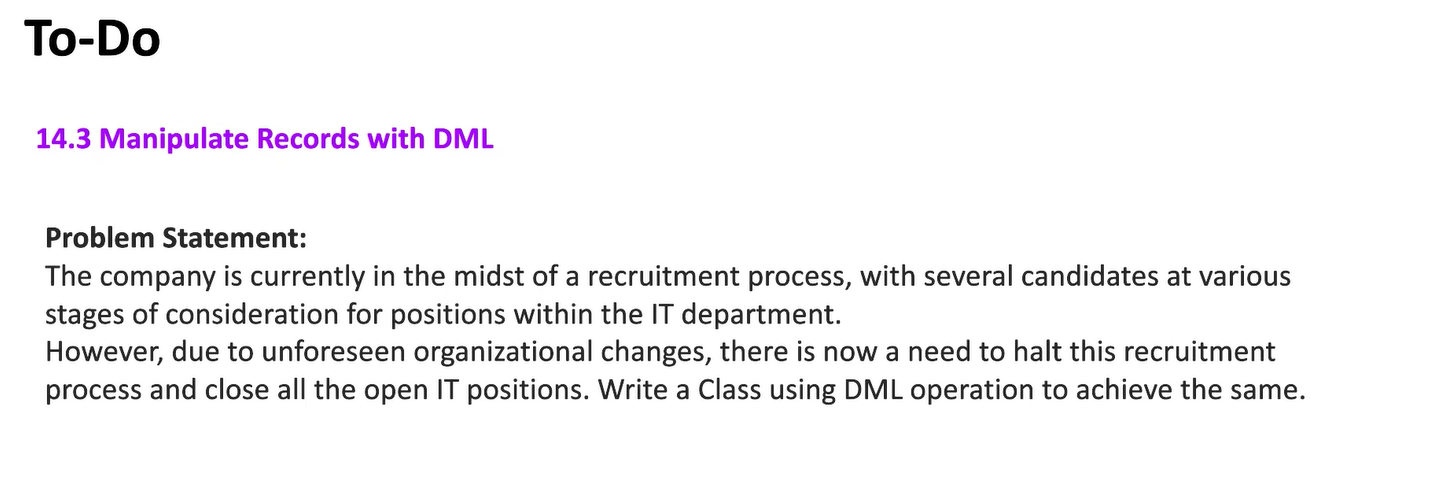 To-Do
14.3 Manipulate Records with DML
Problem Statement:
The company is currently in the midst of a recruitment process, with several candidates at various
stages of consideration for positions within the IT department.
However, due to unforeseen organizational changes, there is now a need to halt this recruitment
process and close all the open IT positions. Write a Class using DML operation to achieve the same.